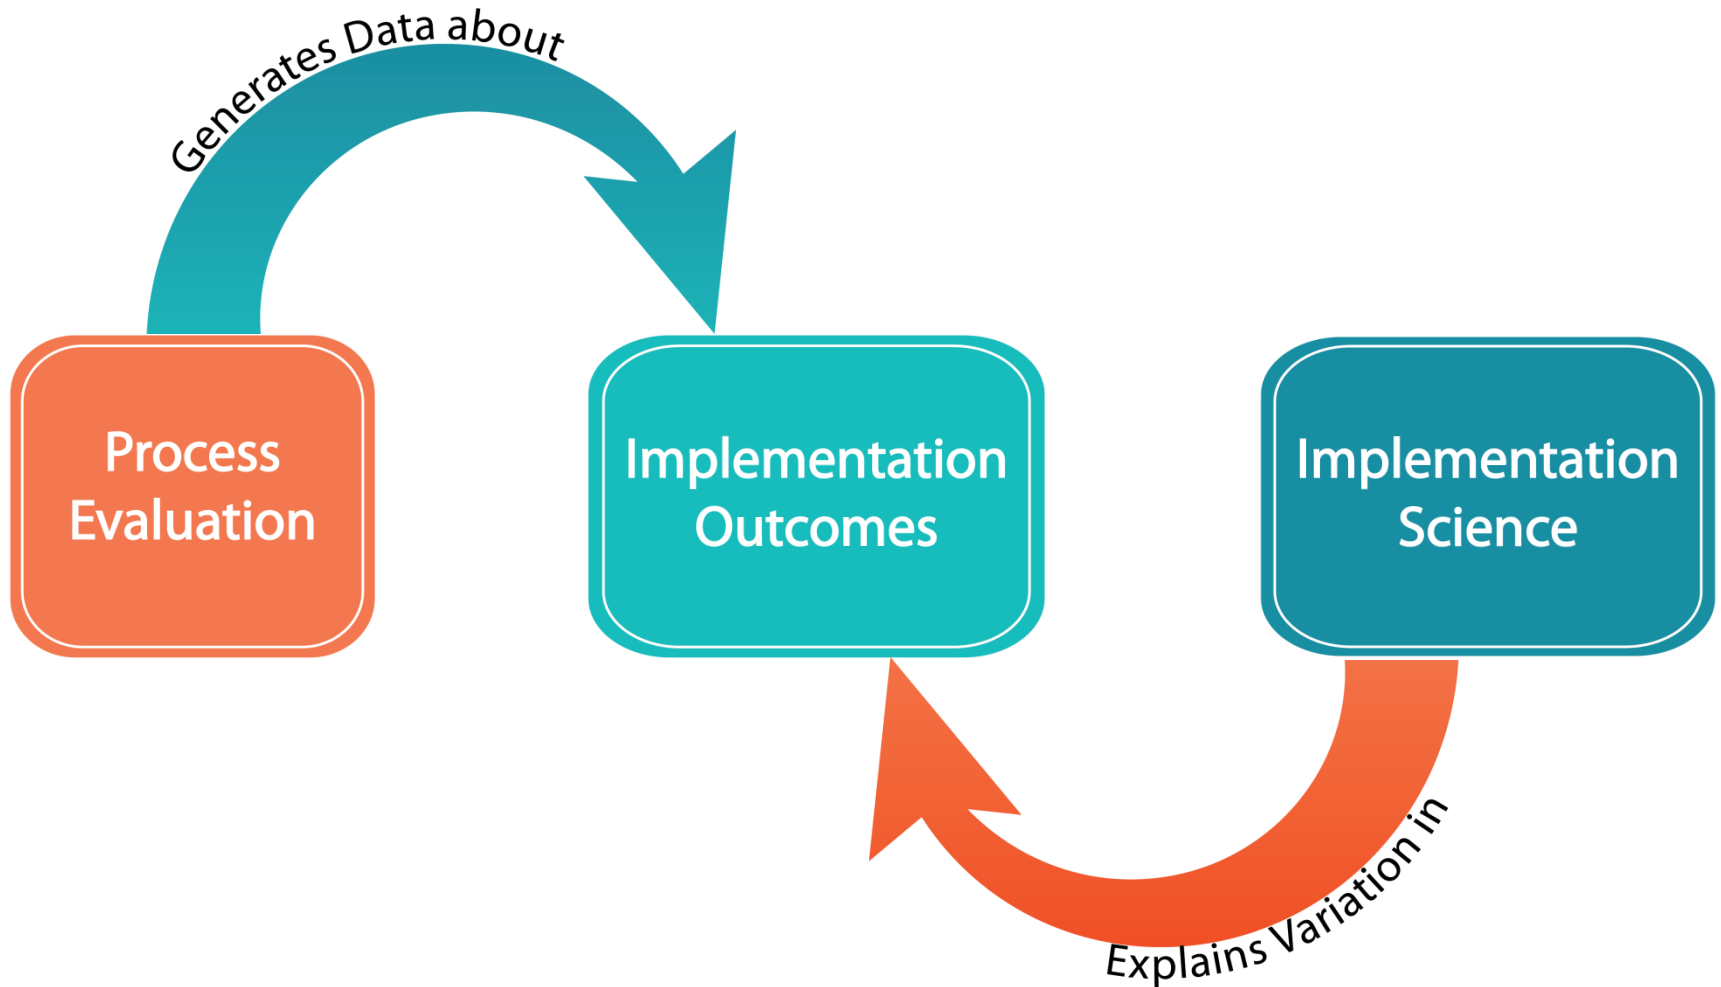 Generates Data about
Process
Evaluation
Implementation
Outcomes
Implementation
Science
Explains Variation in